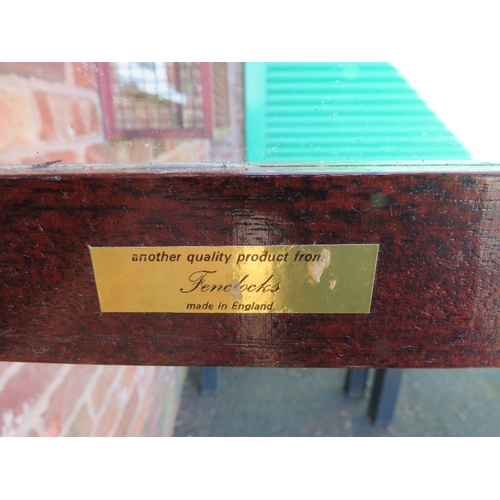 another quality product from
Fenclocks
made in England